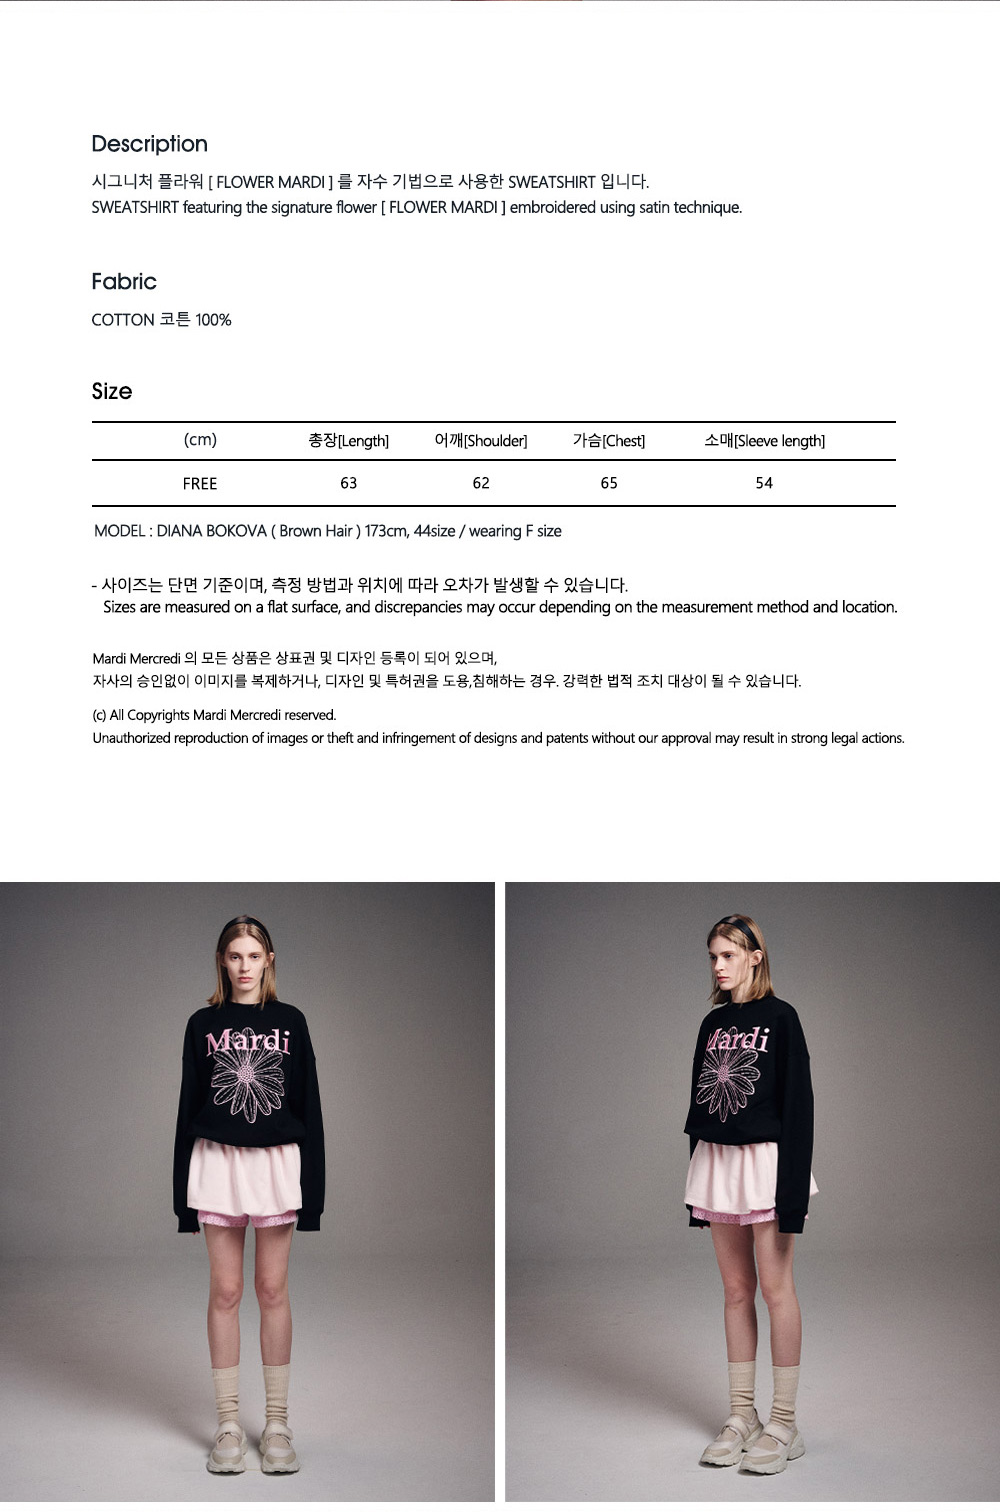 Description
시그니처 플라워 [ FLOWER MARDI ] 를 자수 기법으로 사용한 SWEATSHIRT 입니다.
SWEATSHIRT featuring the signature flower [ FLOWER MARDI ] embroidered using satin technique.
Fabric
COTTON 코튼 100%
Size
(cm) 총장[Length] 어깨[Shoulder] 가슴[Chest] 소매[Sleeve length]
FREE 63 62 65 54
MODEL : DIANA BOKOVA ( Brown Hair ) 173cm, 44size / wearing F size
- 사이즈는 단면 기준이며, 측정 방법과 위치에 따라 오차가 발생할 수 있습니다.
Sizes are measured on a flat surface, and discrepancies may occur depending on the measurement method and location.
Mardi Mercredi 의 모든 상품은 상표권 및 디자인 등록이 되어 있으며,
자사의 승인없이 이미지를 복제하거나, 디자인 및 특허권을 도용,침해하는 경우. 강력한 법적 조치 대상이 될 수 있습니다.
(c) All Copyrights Mardi Mercredi reserved.
Unauthorized reproduction of images or theft and infringement of designs and patents without our approval may result in strong legal actions.
Mardi
Mardi